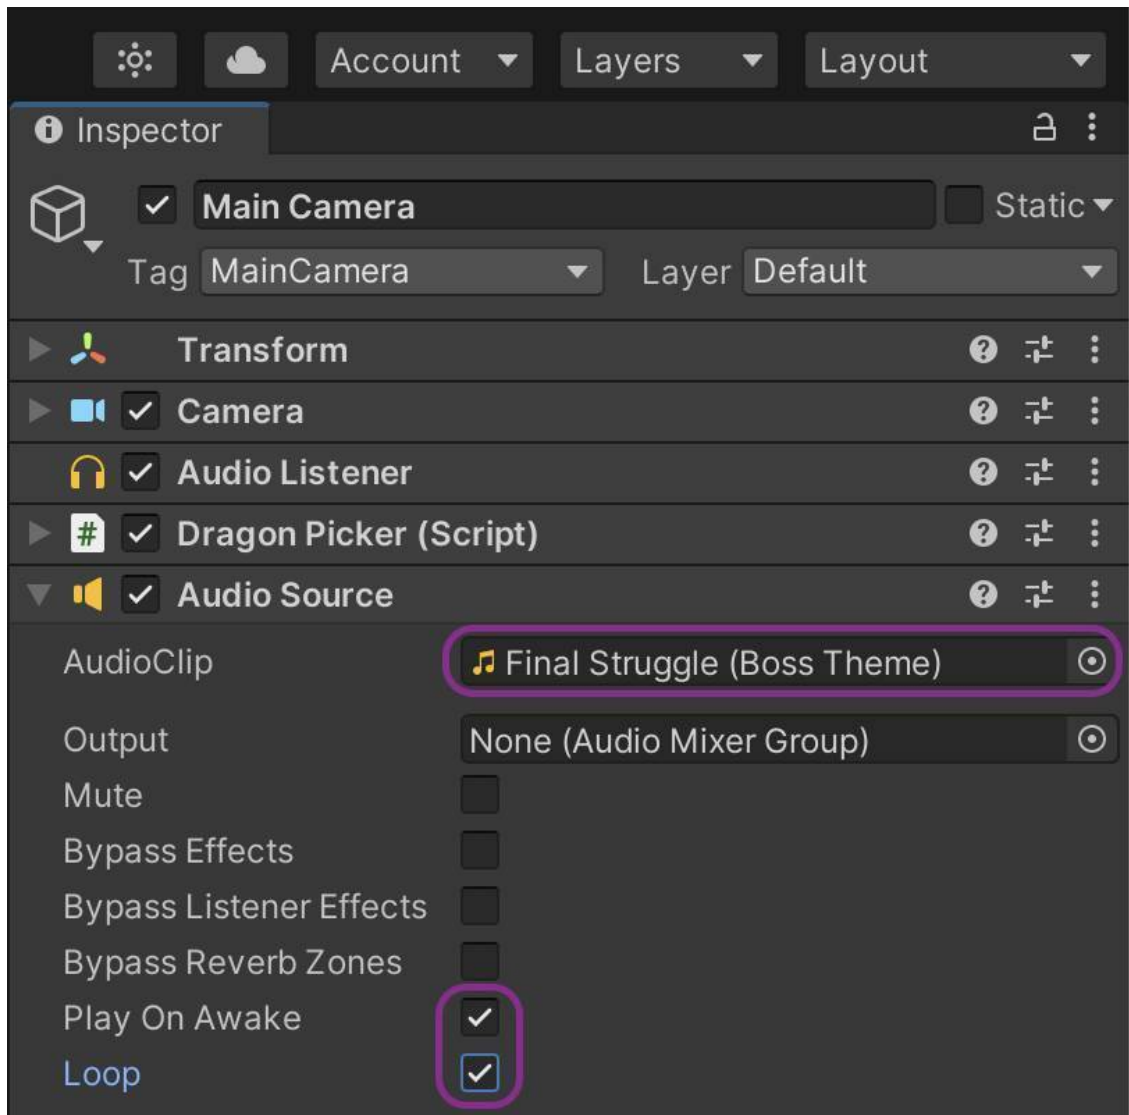 Account Layers Layout
Inspector
Main Camera Static
Tag MainCamera Layer Default
Transform
Camera
Audio Listener
# Dragon Picker (Script)
Audio Source
AudioClip Final Struggle (Boss Theme)
Output None (Audio Mixer Group)
Mute
Bypass Effects
Bypass Listener Effects
Bypass Reverb Zones
Play On Awake
Loop